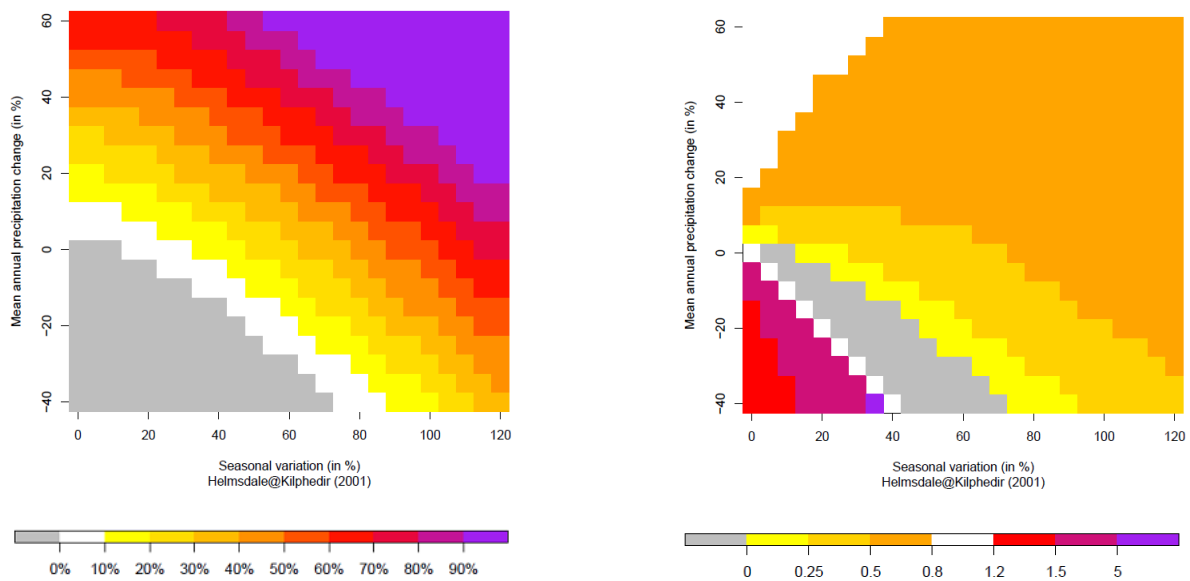 60
40
20
0
−20
−40
Mean annual precipitation change (in %)
0 20 40 60 80 100 120
Seasonal variation (in %)
Helmsdale@Kilphedir (2001)
0% 10% 20% 30% 40% 50% 60% 70% 80% 90%
60
40
20
0
−20
−40
Mean annual precipitation change (in %)
0 20 40 60 80 100 120
Seasonal variation (in %)
Helmsdale@Kilphedir (2001)
0 0.25 0.5 0.8 1.2 1.5 5